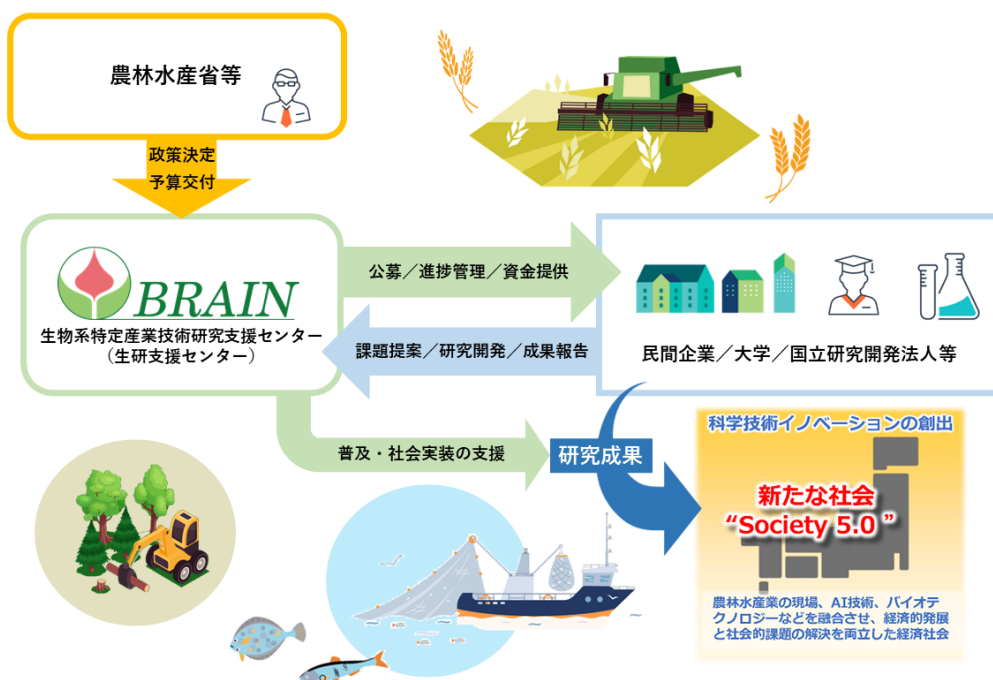 農林水産省等
政策決定
予算交付
BRAIN
生物系特定産業技術研究支援センター
（生研支援センター）
公募／進捗管理／資金提供
課題提案／研究開発／成果報告
民間企業／大学／国立研究開発法人等
普及・社会実装の支援
研究成果
科学技術イノベーションの創出
新たな社会
“Society 5.0 ”
農林水産業の現場、AI技術、バイオテ
クノロジーなどを融合させ、経済的発展
と社会的課題の解決を両立した経済社会